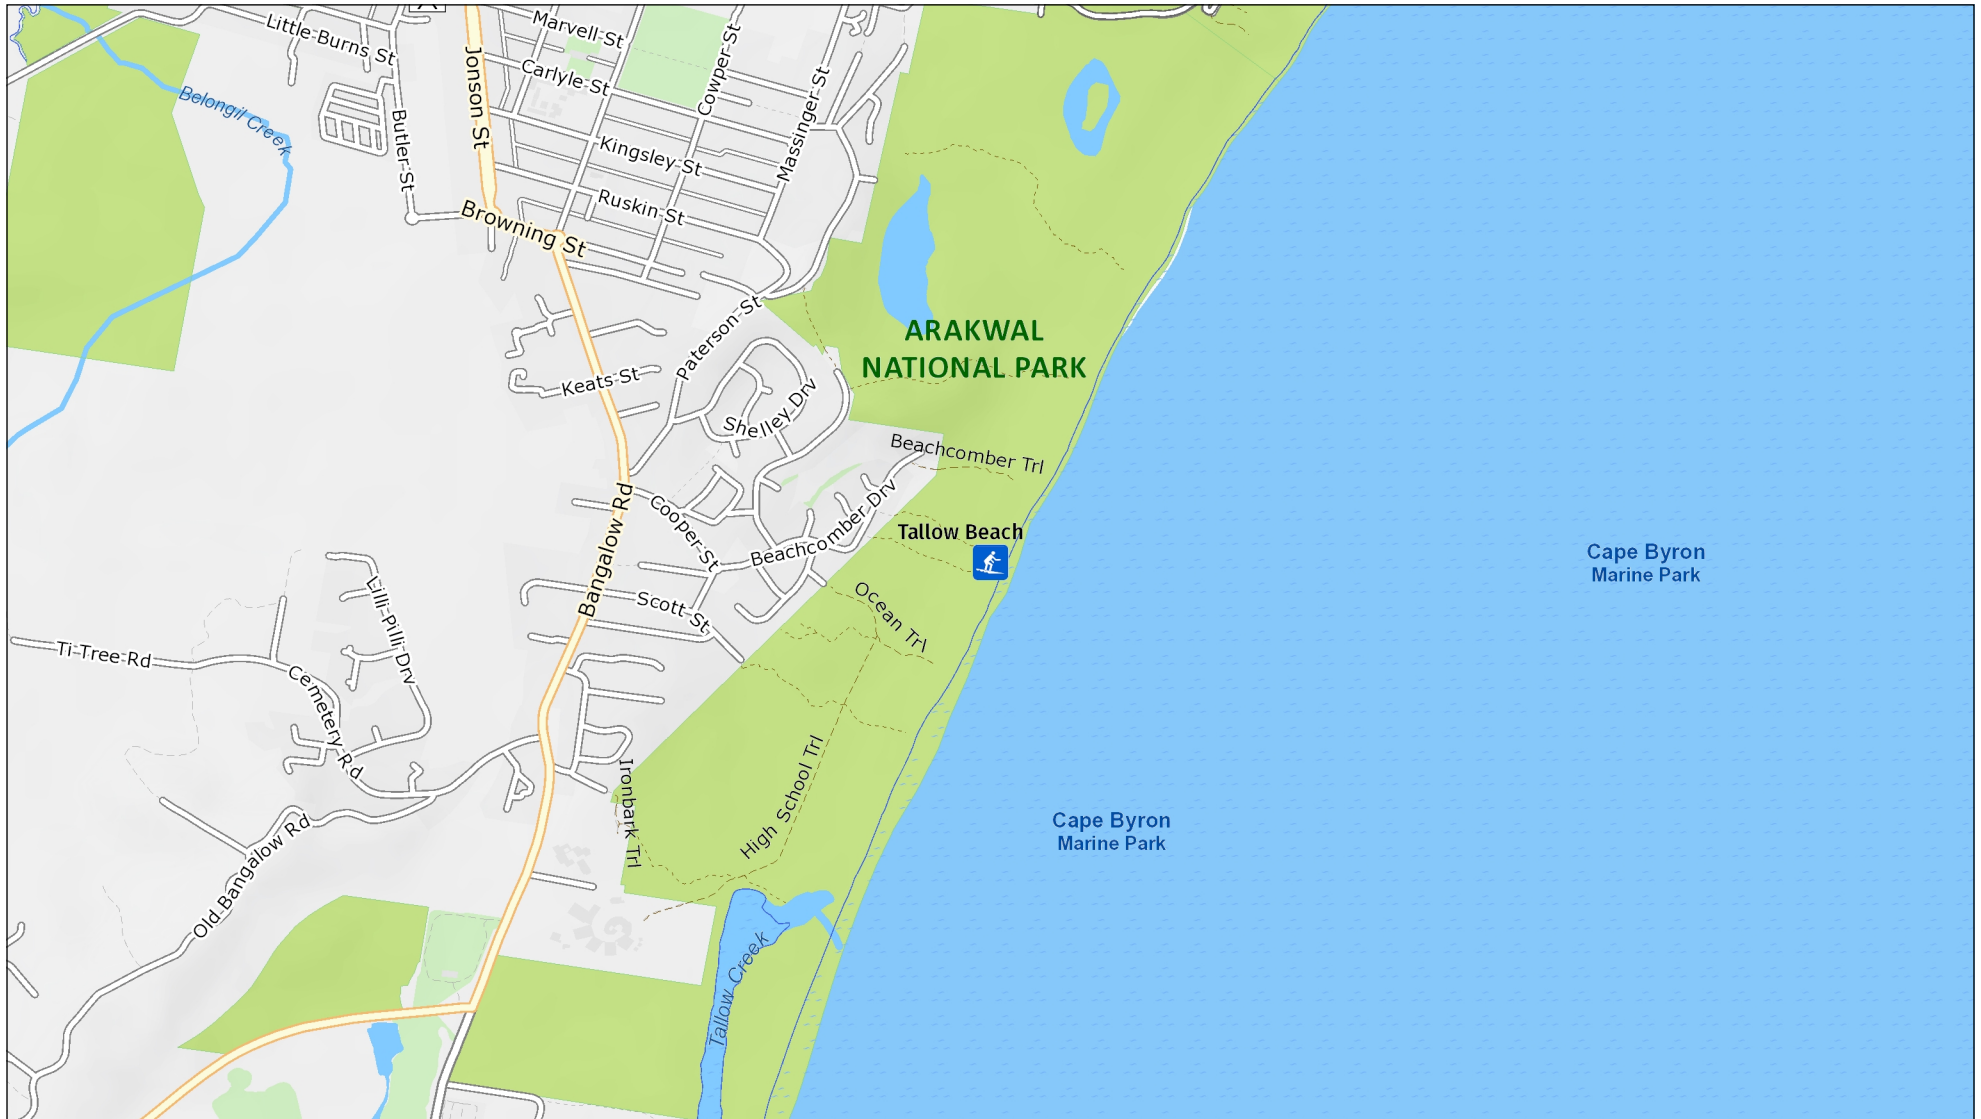 Marvell St
Little Burns St
Jonson St
Carlyle St
Cowper St
Massinger St
Belongil Creek
Butler St
Kingsley St
Ruskin St
Browning St
Paterson St
ARAKWAL
NATIONAL PARK
Keats St
Shelley Drv
Beachcomber Trl
Bangalow Rd
Cooper St
Beachcomber Drv
Tallow Beach
Cape Byron
Marine Park
Lilli-Pilli Drv
Scott St
Ocean Trl
Ti Tree Rd
Cemetery Rd
Ironbark Trl
High School Trl
Cape Byron
Marine Park
Old Bangalow Rd
Tallow Creek